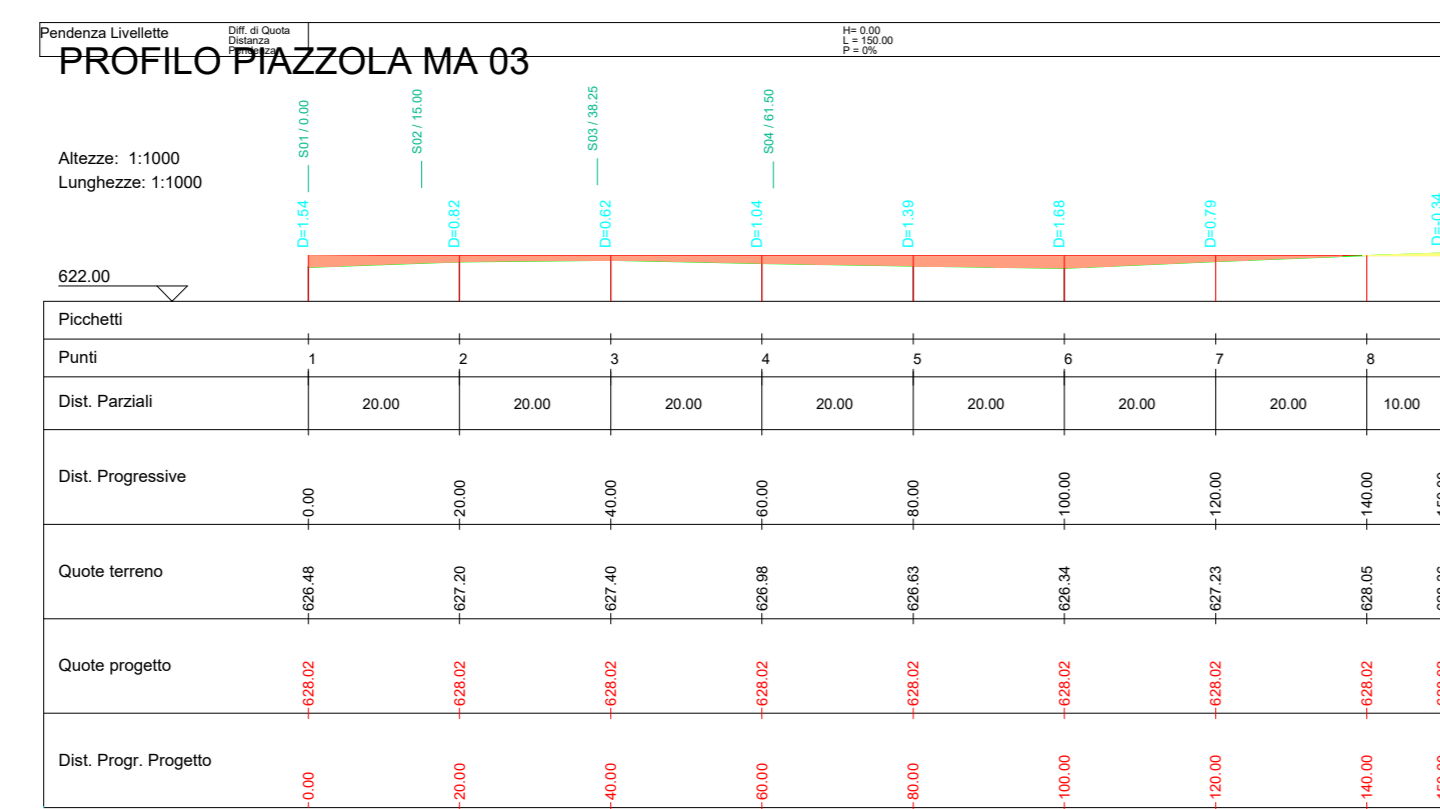 Pendenza Livellette
Diff. di Quota
Distanza
Pendenza
H= 0.00
L = 150.00
P = 0%
PROFILO PIAZZOLA MA 03
S01 / 0.00
S02 / 15.00
S03 / 38.25
S04 / 61.50
Altezze: 1:1000
Lunghezze: 1:1000
D=1.54 D=0.82 D=0.62 D=1.04 D=1.39 D=1.68 D=0.79 D=-0.34
622.00
Picchetti
Punti 1 2 3 4 5 6 7 8
Dist. Parziali 20.00 20.00 20.00 20.00 20.00 20.00 20.00 10.00
Dist. Progressive 0.00 20.00 40.00 60.00 80.00 100.00 120.00 140.00
Quote terreno 626.48 627.20 627.40 626.98 626.63 626.34 627.23 628.05
Quote progetto 628.02 628.02 628.02 628.02 628.02 628.02 628.02 628.02
Dist. Progr. Progetto 0.00 20.00 40.00 60.00 80.00 100.00 120.00 140.00